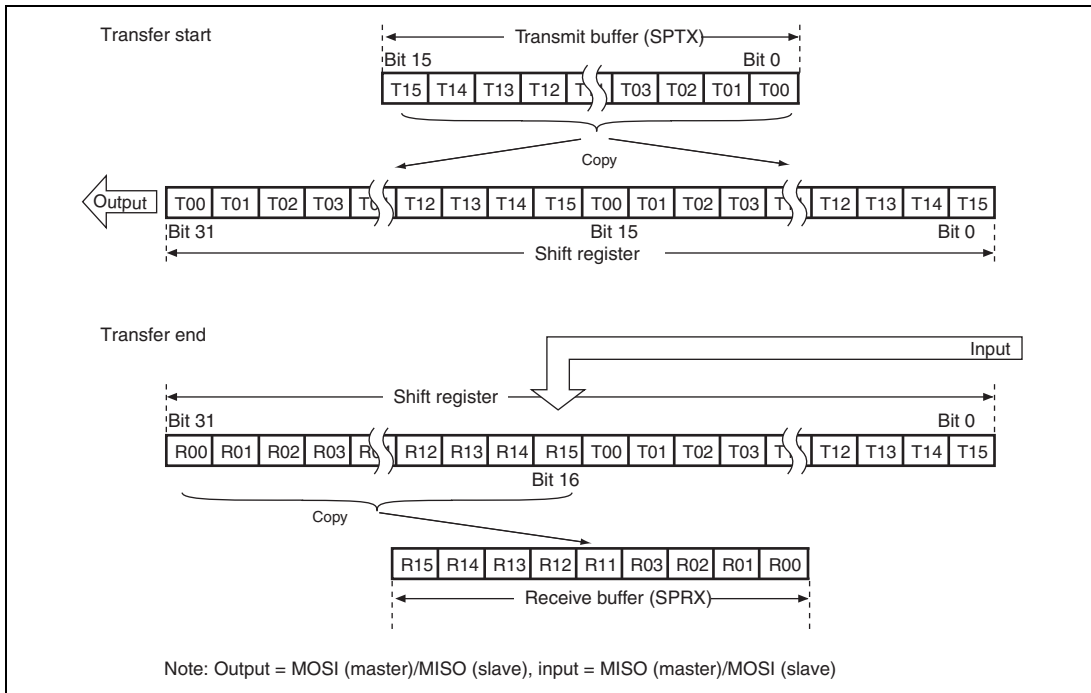 Transfer start
Transmit buffer (SPTX)
Bit 15 Bit 0
T15 T14 T13 T12 T03 T02 T01 T00
Copy
Output T00 T01 T02 T03 T12 T13 T14 T15 T00 T01 T02 T03 T12 T13 T14 T15
Bit 31 Bit 15 Bit 0
Shift register
Transfer end
Input
Shift register
Bit 31 Bit 0
R00 R01 R02 R03 R12 R13 R14 R15 T00 T01 T02 T03 T12 T13 T14 T15
Bit 16
Copy
R15 R14 R13 R12 R11 R03 R02 R01 R00
Receive buffer (SPRX)
Note: Output = MOSI (master)/MISO (slave), input = MISO (master)/MOSI (slave)